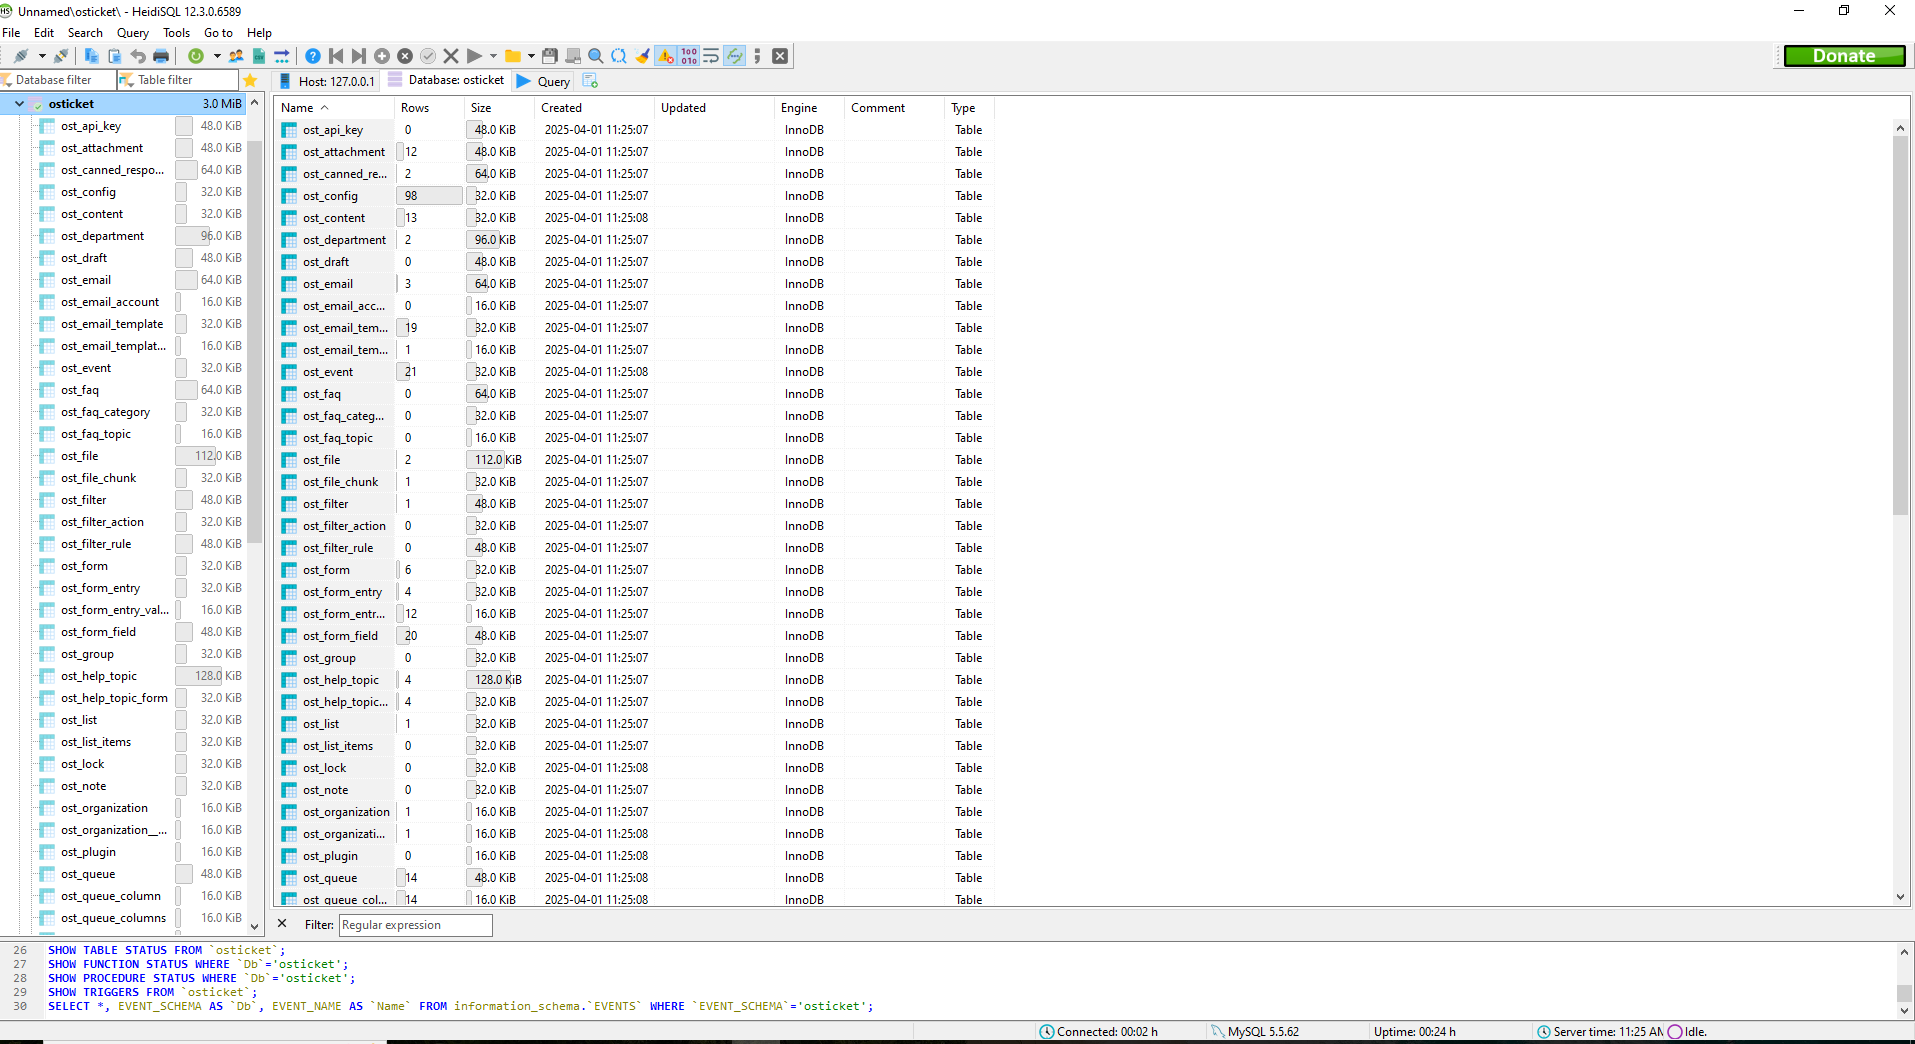 HS Unnamed\osticket\ - HeidiSQL 12.3.0.6589
File Edit Search Query Tools Go to Help
Donate
Database filter Table filter Host: 127.0.0.1 Database: osticket Query
osticket 3.0 MiB
ost_api_key 48.0 KiB
ost_attachment 48.0 KiB
ost_canned_respo... 64.0 KiB
ost_config 32.0 KiB
ost_content 32.0 KiB
ost_department 96.0 KiB
ost_draft 48.0 KiB
ost_email 64.0 KiB
ost_email_account 16.0 KiB
ost_email_template 32.0 KiB
ost_email_templat... 16.0 KiB
ost_event 32.0 KiB
ost_faq 64.0 KiB
ost_faq_category 32.0 KiB
ost_faq_topic 16.0 KiB
ost_file 112.0 KiB
ost_file_chunk 32.0 KiB
ost_filter 48.0 KiB
ost_filter_action 32.0 KiB
ost_filter_rule 48.0 KiB
ost_form 32.0 KiB
ost_form_entry 32.0 KiB
ost_form_entry_val... 16.0 KiB
ost_form_field 48.0 KiB
ost_group 32.0 KiB
ost_help_topic 128.0 KiB
ost_help_topic_form 32.0 KiB
ost_list 32.0 KiB
ost_list_items 32.0 KiB
ost_lock 32.0 KiB
ost_note 32.0 KiB
ost_organization 16.0 KiB
ost_organization__... 16.0 KiB
ost_plugin 16.0 KiB
ost_queue 48.0 KiB
ost_queue_column 16.0 KiB
ost_queue_columns 16.0 KiB
Name Rows Size Created Updated Engine Comment Type
ost_api_key 0 48.0 KiB 2025-04-01 11:25:07 InnoDB Table
ost_attachment 12 48.0 KiB 2025-04-01 11:25:07 InnoDB Table
ost_canned_re... 2 64.0 KiB 2025-04-01 11:25:07 InnoDB Table
ost_config 98 32.0 KiB 2025-04-01 11:25:07 InnoDB Table
ost_content 13 32.0 KiB 2025-04-01 11:25:08 InnoDB Table
ost_department 2 96.0 KiB 2025-04-01 11:25:07 InnoDB Table
ost_draft 0 48.0 KiB 2025-04-01 11:25:07 InnoDB Table
ost_email 3 64.0 KiB 2025-04-01 11:25:07 InnoDB Table
ost_email_acc... 0 16.0 KiB 2025-04-01 11:25:07 InnoDB Table
ost_email_tem... 19 32.0 KiB 2025-04-01 11:25:07 InnoDB Table
ost_email_tem... 1 16.0 KiB 2025-04-01 11:25:07 InnoDB Table
ost_event 21 32.0 KiB 2025-04-01 11:25:08 InnoDB Table
ost_faq 0 64.0 KiB 2025-04-01 11:25:07 InnoDB Table
ost_faq_categ... 0 32.0 KiB 2025-04-01 11:25:07 InnoDB Table
ost_faq_topic 0 16.0 KiB 2025-04-01 11:25:07 InnoDB Table
ost_file 2 112.0 KiB 2025-04-01 11:25:07 InnoDB Table
ost_file_chunk 1 32.0 KiB 2025-04-01 11:25:07 InnoDB Table
ost_filter 1 48.0 KiB 2025-04-01 11:25:07 InnoDB Table
ost_filter_action 0 32.0 KiB 2025-04-01 11:25:07 InnoDB Table
ost_filter_rule 0 48.0 KiB 2025-04-01 11:25:07 InnoDB Table
ost_form 6 32.0 KiB 2025-04-01 11:25:07 InnoDB Table
ost_form_entry 4 32.0 KiB 2025-04-01 11:25:07 InnoDB Table
ost_form_entr... 12 16.0 KiB 2025-04-01 11:25:07 InnoDB Table
ost_form_field 20 48.0 KiB 2025-04-01 11:25:07 InnoDB Table
ost_group 0 32.0 KiB 2025-04-01 11:25:07 InnoDB Table
ost_help_topic 4 128.0 KiB 2025-04-01 11:25:07 InnoDB Table
ost_help_topic... 4 32.0 KiB 2025-04-01 11:25:07 InnoDB Table
ost_list 1 32.0 KiB 2025-04-01 11:25:07 InnoDB Table
ost_list_items 0 32.0 KiB 2025-04-01 11:25:07 InnoDB Table
ost_lock 0 32.0 KiB 2025-04-01 11:25:08 InnoDB Table
ost_note 0 32.0 KiB 2025-04-01 11:25:07 InnoDB Table
ost_organization 1 16.0 KiB 2025-04-01 11:25:07 InnoDB Table
ost_organizati... 1 16.0 KiB 2025-04-01 11:25:08 InnoDB Table
ost_plugin 0 16.0 KiB 2025-04-01 11:25:08 InnoDB Table
ost_queue 14 48.0 KiB 2025-04-01 11:25:08 InnoDB Table
ost_queue_col... 14 16.0 KiB 2025-04-01 11:25:08 InnoDB Table
Filter: Regular expression
26 SHOW TABLE STATUS FROM `osticket`;
27 SHOW FUNCTION STATUS WHERE `Db`='osticket';
28 SHOW PROCEDURE STATUS WHERE `Db`='osticket';
29 SHOW TRIGGERS FROM `osticket`;
30 SELECT *, EVENT_SCHEMA AS `Db`, EVENT_NAME AS `Name` FROM information_schema.`EVENTS` WHERE `EVENT_SCHEMA`='osticket';
Connected: 00:02 h MySQL 5.5.62 Uptime: 00:24 h Server time: 11:25 AM Idle.